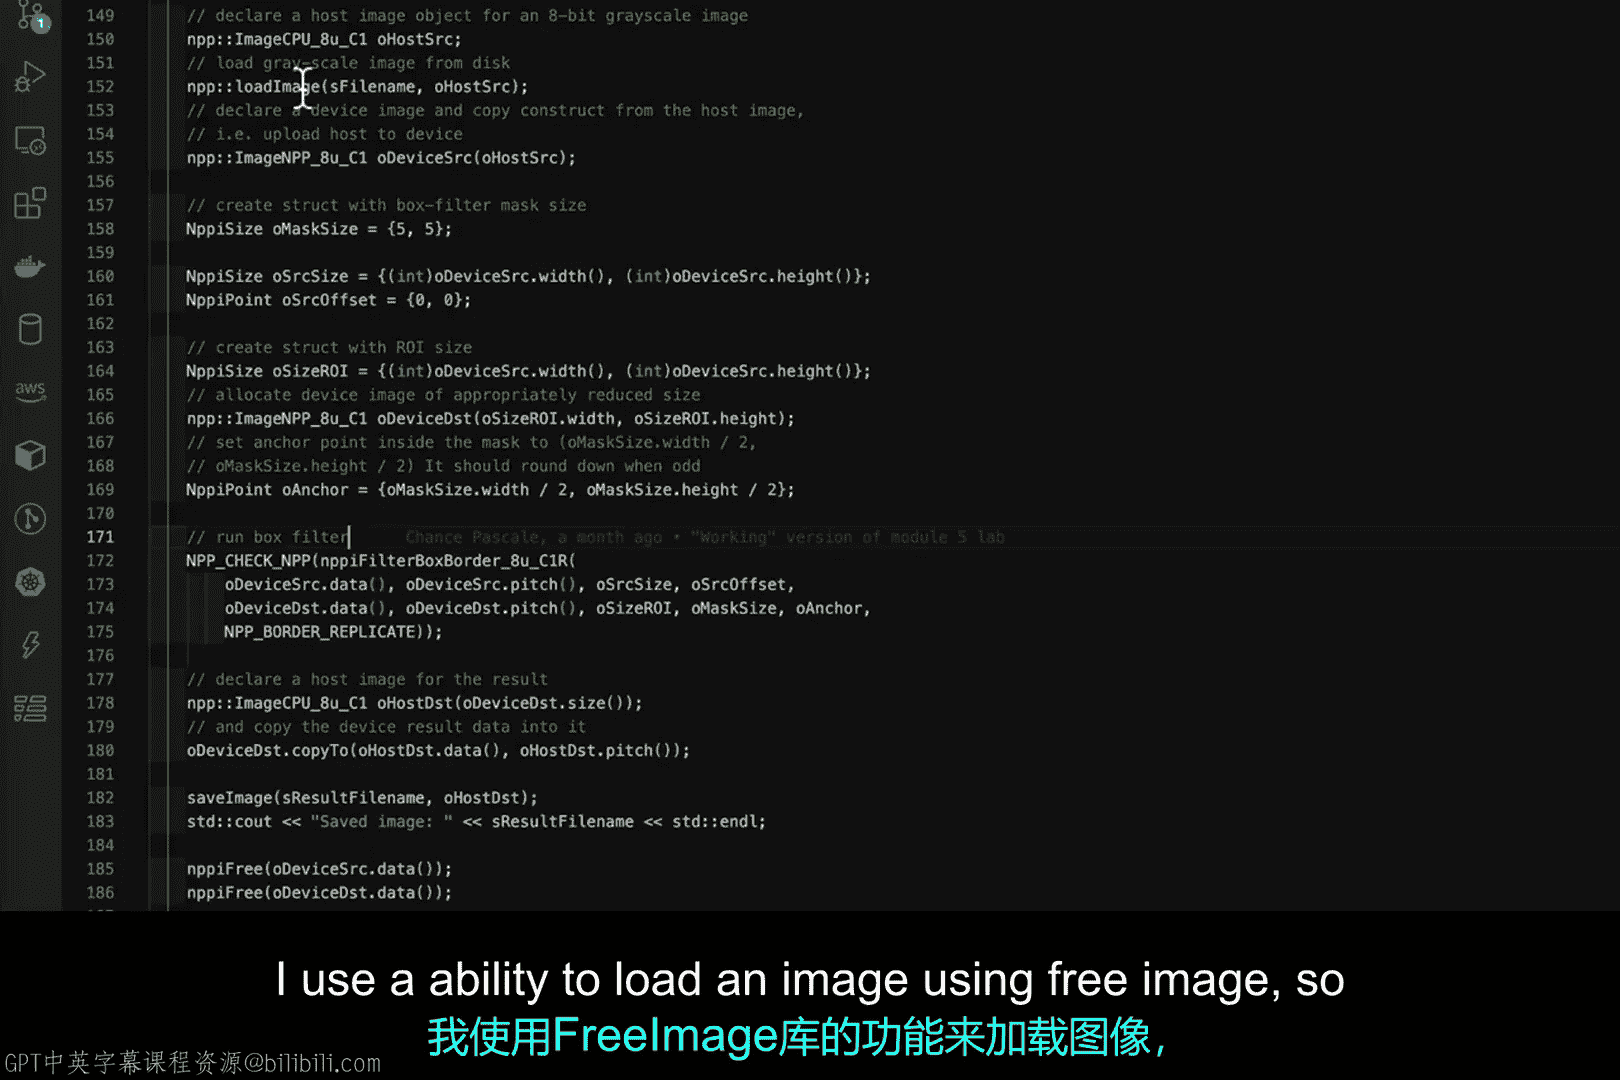 1
149 // declare a host image object for an 8-bit grayscale image
150 npp::ImageCPU_8u_C1 oHostSrc;
151 // load gray-scale image from disk
152 npp::loadImage(sFilename, oHostSrc);
153 // declare a device image and copy construct from the host image,
154 // i.e. upload host to device
155 npp::ImageNPP_8u_C1 oDeviceSrc(oHostSrc);
156
157 // create struct with box-filter mask size
158 NppiSize oMaskSize = {5, 5};
159
160 NppiSize oSrcSize = {(int)oDeviceSrc.width(), (int)oDeviceSrc.height()};
161 NppiPoint oSrcOffset = {0, 0};
162
163 // create struct with ROI size
164 NppiSize oSizeROI = {(int)oDeviceSrc.width(), (int)oDeviceSrc.height()};
165 // allocate device image of appropriately reduced size
166 npp::ImageNPP_8u_C1 oDeviceDst(oSizeROI.width, oSizeROI.height);
167 // set anchor point inside the mask to (oMaskSize.width / 2,
168 // oMaskSize.height / 2) It should round down when odd
aws
169 NppiPoint oAnchor = {oMaskSize.width / 2, oMaskSize.height / 2};
170
171 // run box filter Chance Pascale, a month ago • "Working" version of module 5 lab
172 NPP_CHECK_NPP(nppiFilterBoxBorder_8u_C1R(
173 oDeviceSrc.data(), oDeviceSrc.pitch(), oSrcSize, oSrcOffset,
174 oDeviceDst.data(), oDeviceDst.pitch(), oSizeROI, oMaskSize, oAnchor,
175 NPP_BORDER_REPLICATE));
176
177 // declare a host image for the result
178 npp::ImageCPU_8u_C1 oHostDst(oDeviceDst.size());
179 // and copy the device result data into it
180 oDeviceDst.copyTo(oHostDst.data(), oHostDst.pitch());
181
182 saveImage(sResultFilename, oHostDst);
183 std::cout << "Saved image: " << sResultFilename << std::endl;
184
185 nppiFree(oDeviceSrc.data());
186 nppiFree(oDeviceDst.data());
I use a ability to load an image using free image, so
我使用FreeImage库的功能来加载图像，
GPT中英字幕课程资源@bilibili.com